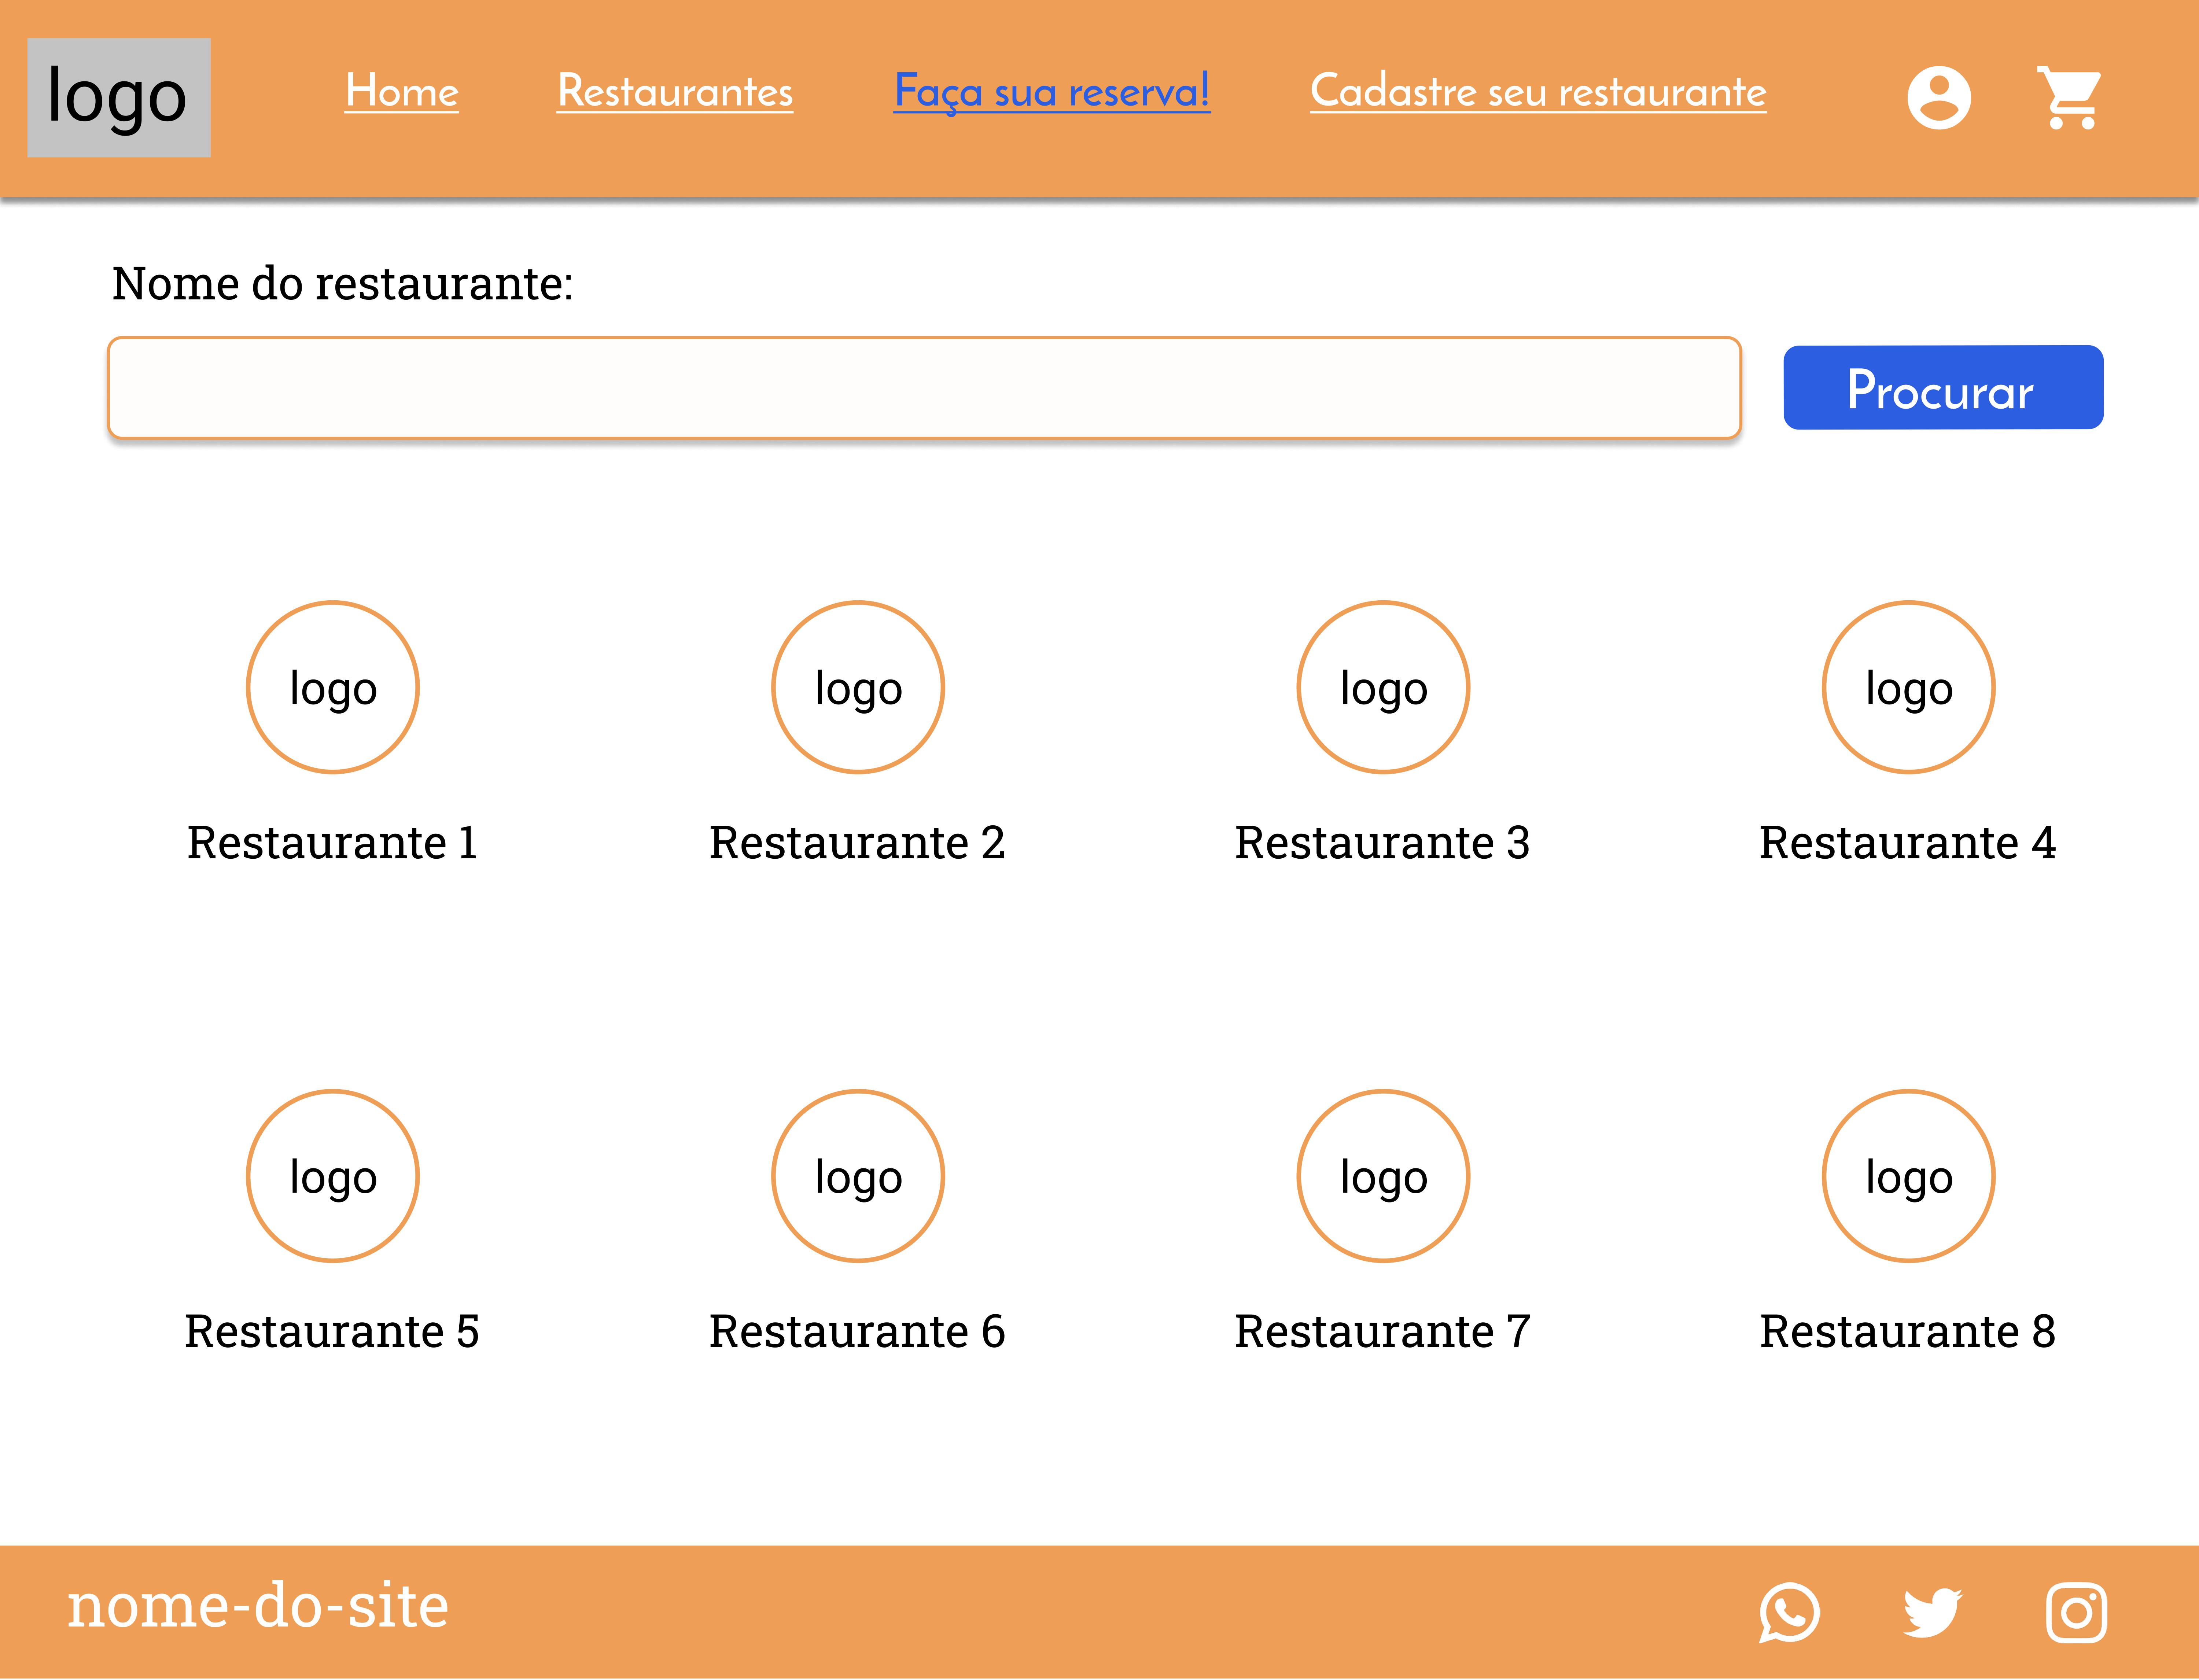 logo
Home
Restaurantes
Faça sua reserva!
Cadastre seu restaurante
Nome do restaurante:
Procurar
logo
logo
logo
logo
Restaurante 1
Restaurante 2
Restaurante 3
Restaurante 4
logo
logo
logo
logo
Restaurante 5
Restaurante 6
Restaurante 7
Restaurante 8
nome-do-site